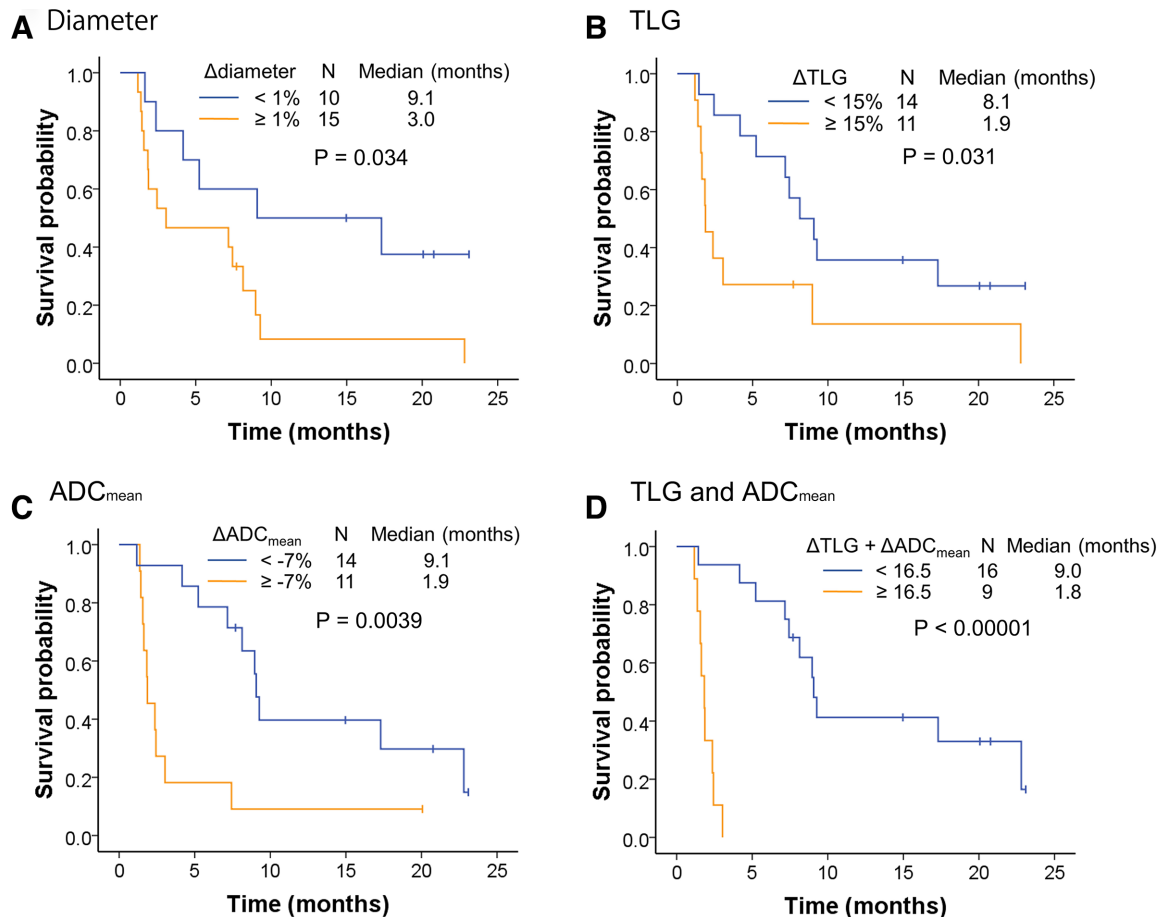 A Diameter
Δdiameter N Median (months)
< 1% 10 9.1
≥ 1% 15 3.0
P = 0.034
Survival probability
1.0
0.8
0.6
0.4
0.2
0.0
0 5 10 15 20 25
Time (months)
B TLG
ΔTLG N Median (months)
< 15% 14 8.1
≥ 15% 11 1.9
P = 0.031
Survival probability
1.0
0.8
0.6
0.4
0.2
0.0
0 5 10 15 20 25
Time (months)
C ADCmean
ΔADCmean N Median (months)
< -7% 14 9.1
≥ -7% 11 1.9
P = 0.0039
Survival probability
1.0
0.8
0.6
0.4
0.2
0.0
0 5 10 15 20 25
Time (months)
D TLG and ADCmean
ΔTLG + ΔADCmean N Median (months)
< 16.5 16 9.0
≥ 16.5 9 1.8
P < 0.00001
Survival probability
1.0
0.8
0.6
0.4
0.2
0.0
0 5 10 15 20 25
Time (months)